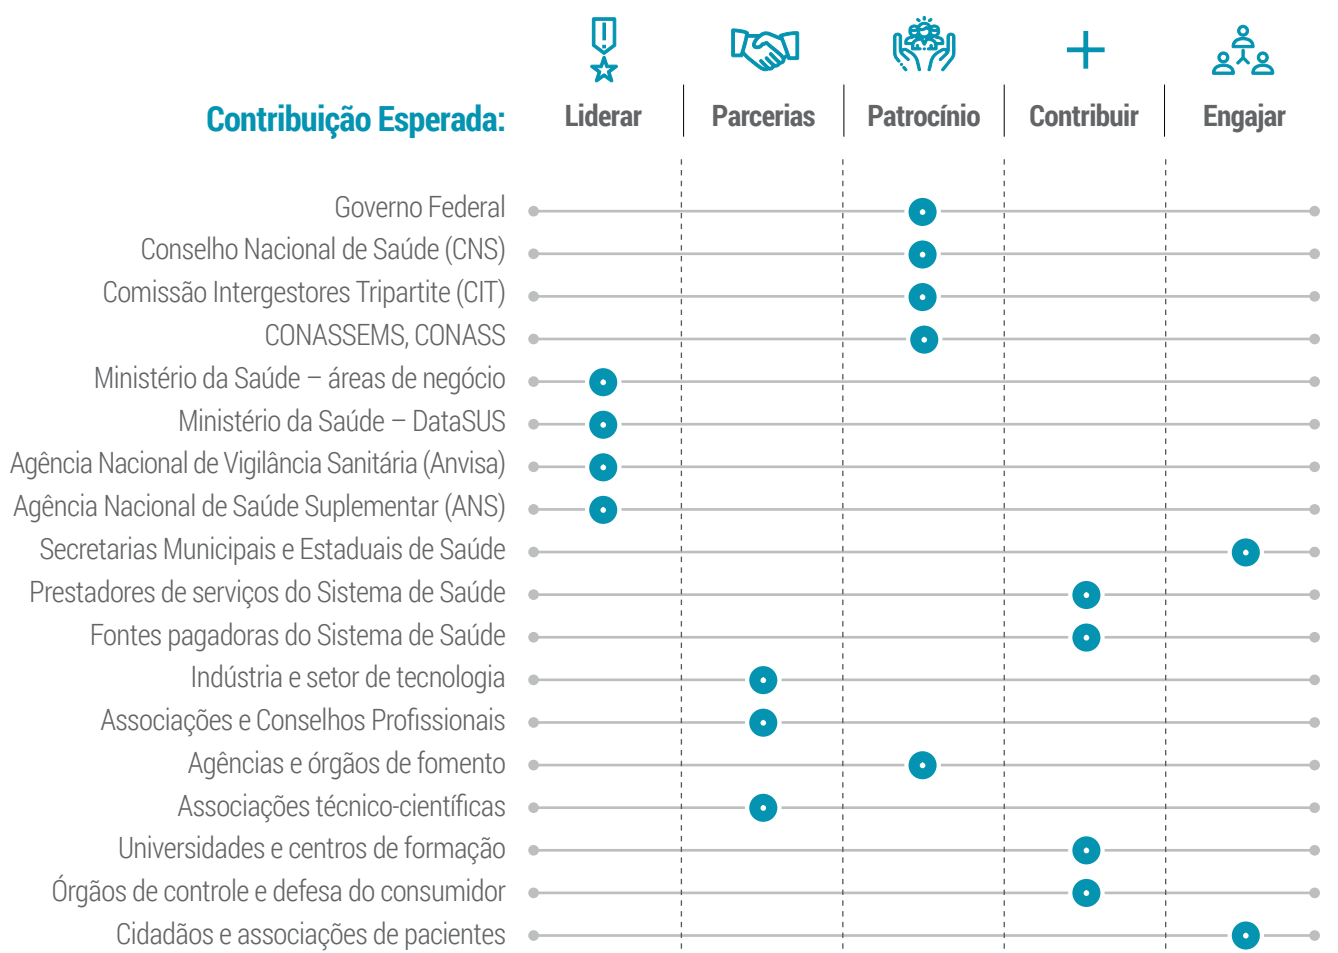 Contribuição Esperada:
Liderar
Parcerias
Patrocínio
Contribuir
Engajar
Governo Federal
Conselho Nacional de Saúde (CNS)
Comissão Intergestores Tripartite (CIT)
CONASSEMS, CONASS
Ministério da Saúde – áreas de negócio
Ministério da Saúde – DataSUS
Agência Nacional de Vigilância Sanitária (Anvisa)
Agência Nacional de Saúde Suplementar (ANS)
Secretarias Municipais e Estaduais de Saúde
Prestadores de serviços do Sistema de Saúde
Fontes pagadoras do Sistema de Saúde
Indústria e setor de tecnologia
Associações e Conselhos Profissionais
Agências e órgãos de fomento
Associações técnico-científicas
Universidades e centros de formação
Órgãos de controle e defesa do consumidor
Cidadãos e associações de pacientes